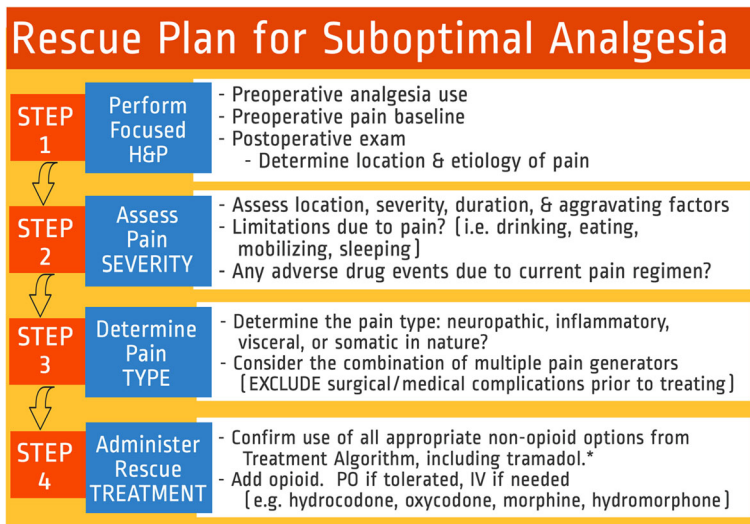 Rescue Plan for Suboptimal Analgesia
STEP
1
Perform
Focused
H&P
- Preoperative analgesia use
- Preoperative pain baseline
- Postoperative exam
- Determine location & etiology of pain
STEP
2
Assess
Pain
SEVERITY
- Assess location, severity, duration, & aggravating factors
- Limitations due to pain? (i.e. drinking, eating,
mobilizing, sleeping)
- Any adverse drug events due to current pain regimen?
STEP
3
Determine
Pain
TYPE
- Determine the pain type: neuropathic, inflammatory,
visceral, or somatic in nature?
- Consider the combination of multiple pain generators
(EXCLUDE surgical/medical complications prior to treating)
STEP
4
Administer
Rescue
TREATMENT
- Confirm use of all appropriate non-opioid options from
Treatment Algorithm, including tramadol.*
- Add opioid. PO if tolerated, IV if needed
(e.g. hydrocodone, oxycodone, morphine, hydromorphone)